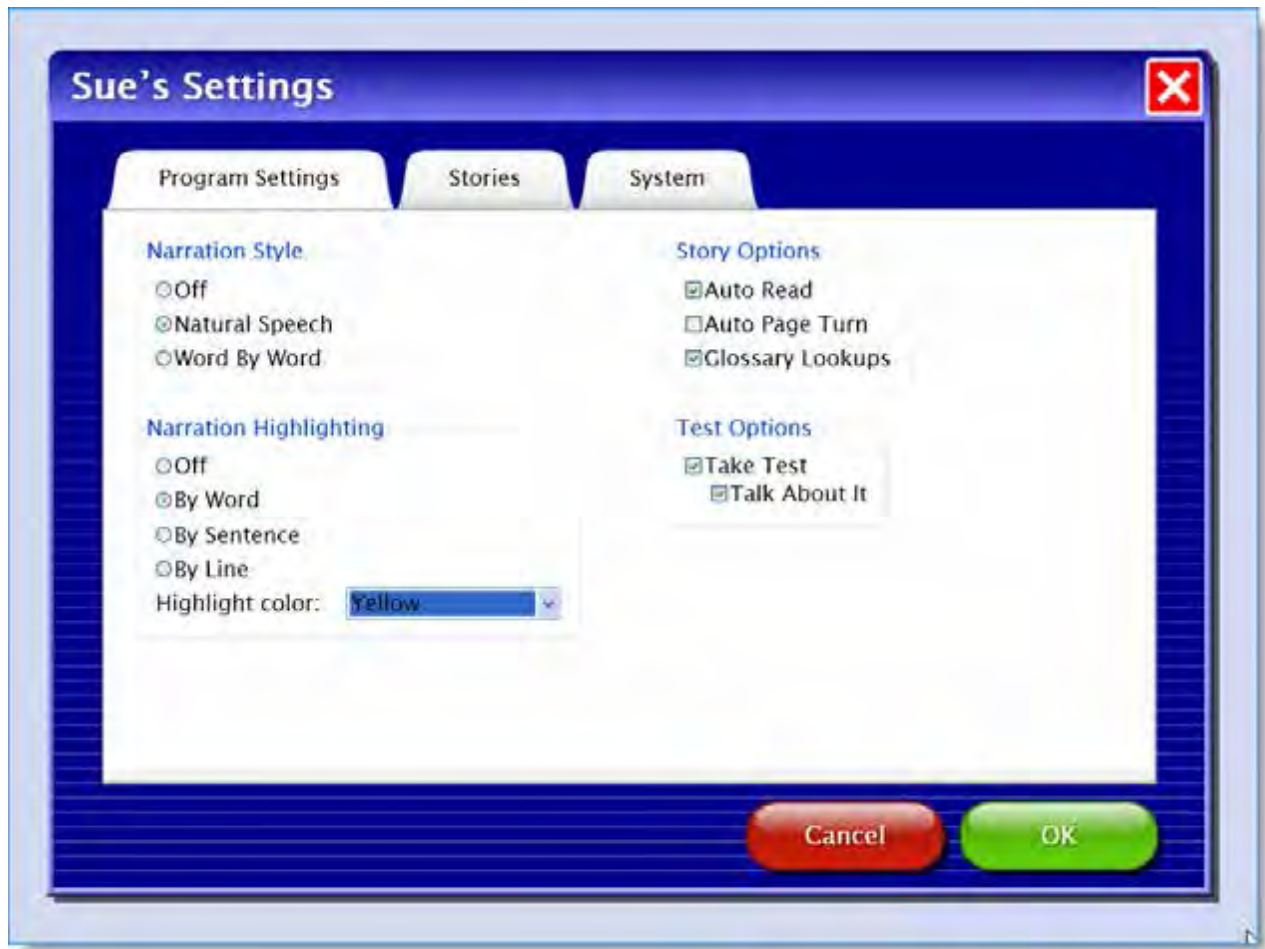 Sue's Settings
Program Settings
Stories
System
Narration Style
Off
Natural Speech
Word By Word
Narration Highlighting
Off
By Word
By Sentence
By Line
Highlight color: Yellow
Story Options
Auto Read
Auto Page Turn
Glossary Lookups
Test Options
Take Test
Talk About It
Cancel
OK